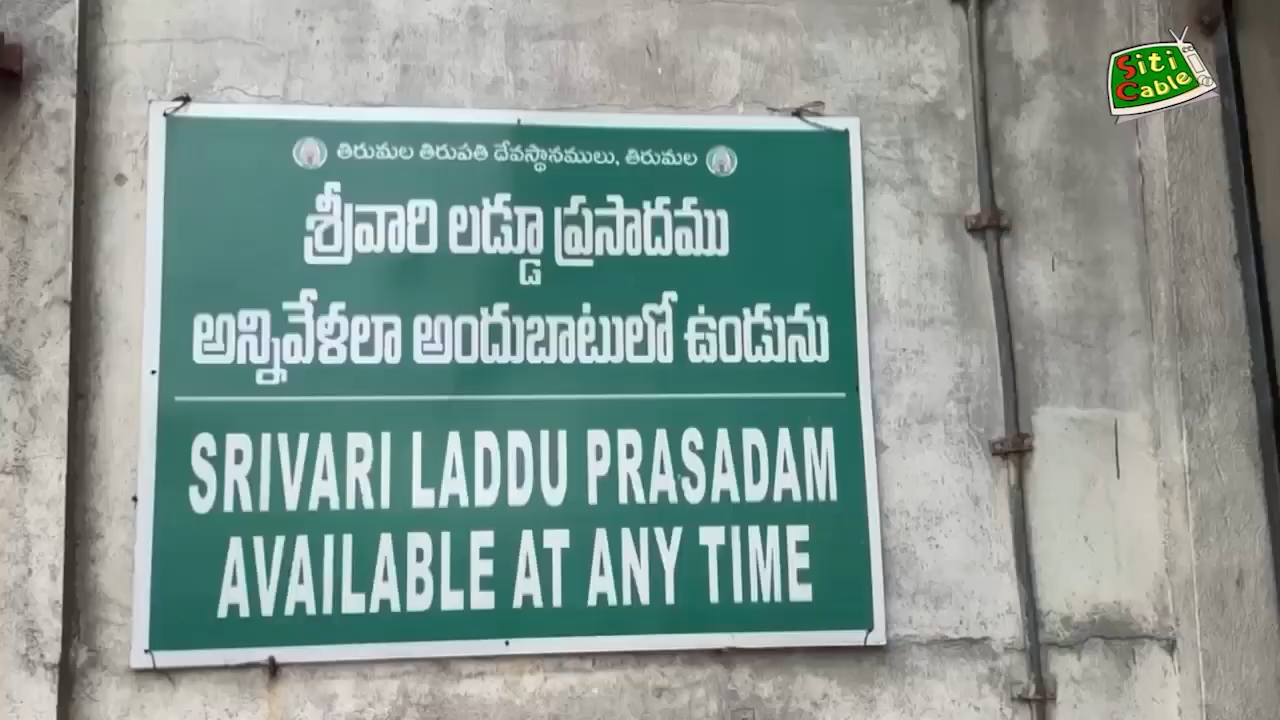 Siti
Cable
తిరుమల తిరుపతి దేవస్థానములు, తిరుమల
శ్రీవారి లడ్డూ ప్రసాదము
అన్నివేళలా అందుబాటులో ఉండును
SRIVARI LADDU PRASADAM
AVAILABLE AT ANY TIME